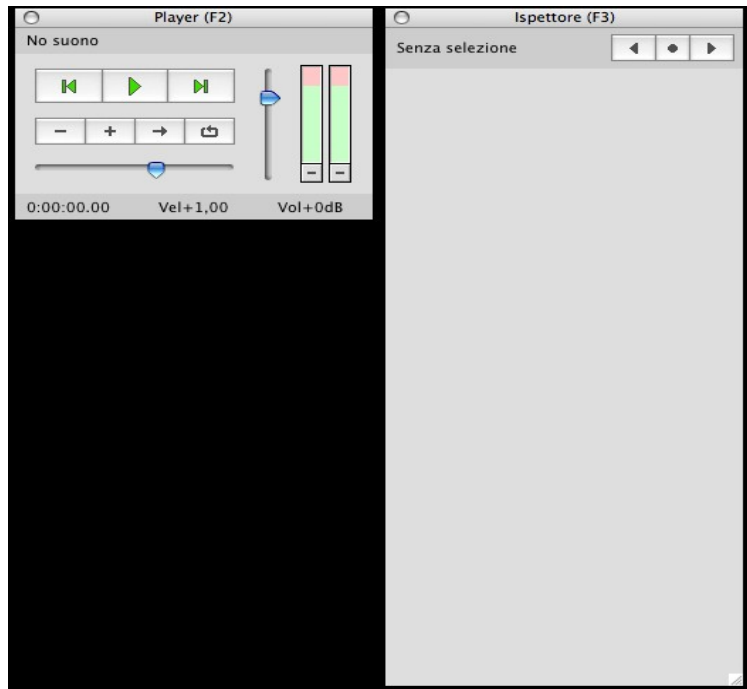 Player (F2)
No suono
0:00:00.00 Vel+1,00 Vol+0dB
Ispettore (F3)
Senza selezione